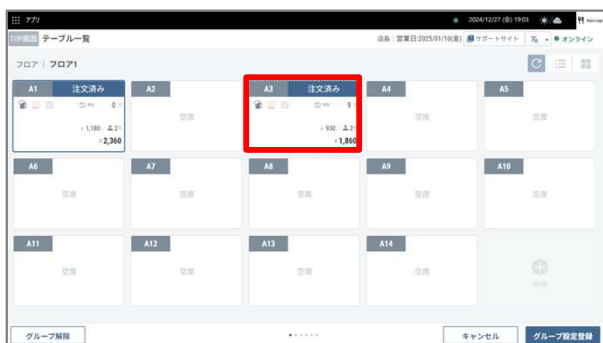 アプリ 2024/12/27 (金) 19:03
TOP画面 テーブル一覧 店長 営業日:2025/01/10(金) サポートサイト オンライン
フロア フロア1
A1 注文済み A2 A3 注文済み A4 A5
空席 空席 空席
1,180 / 2 930 / 2
2,360 1,860
A6 A7 A8 A9 A10
空席 空席 空席 空席 空席
A11 A12 A13 A14
空席 空席 空席 空席
グループ解除 キャンセル グループ設定登録